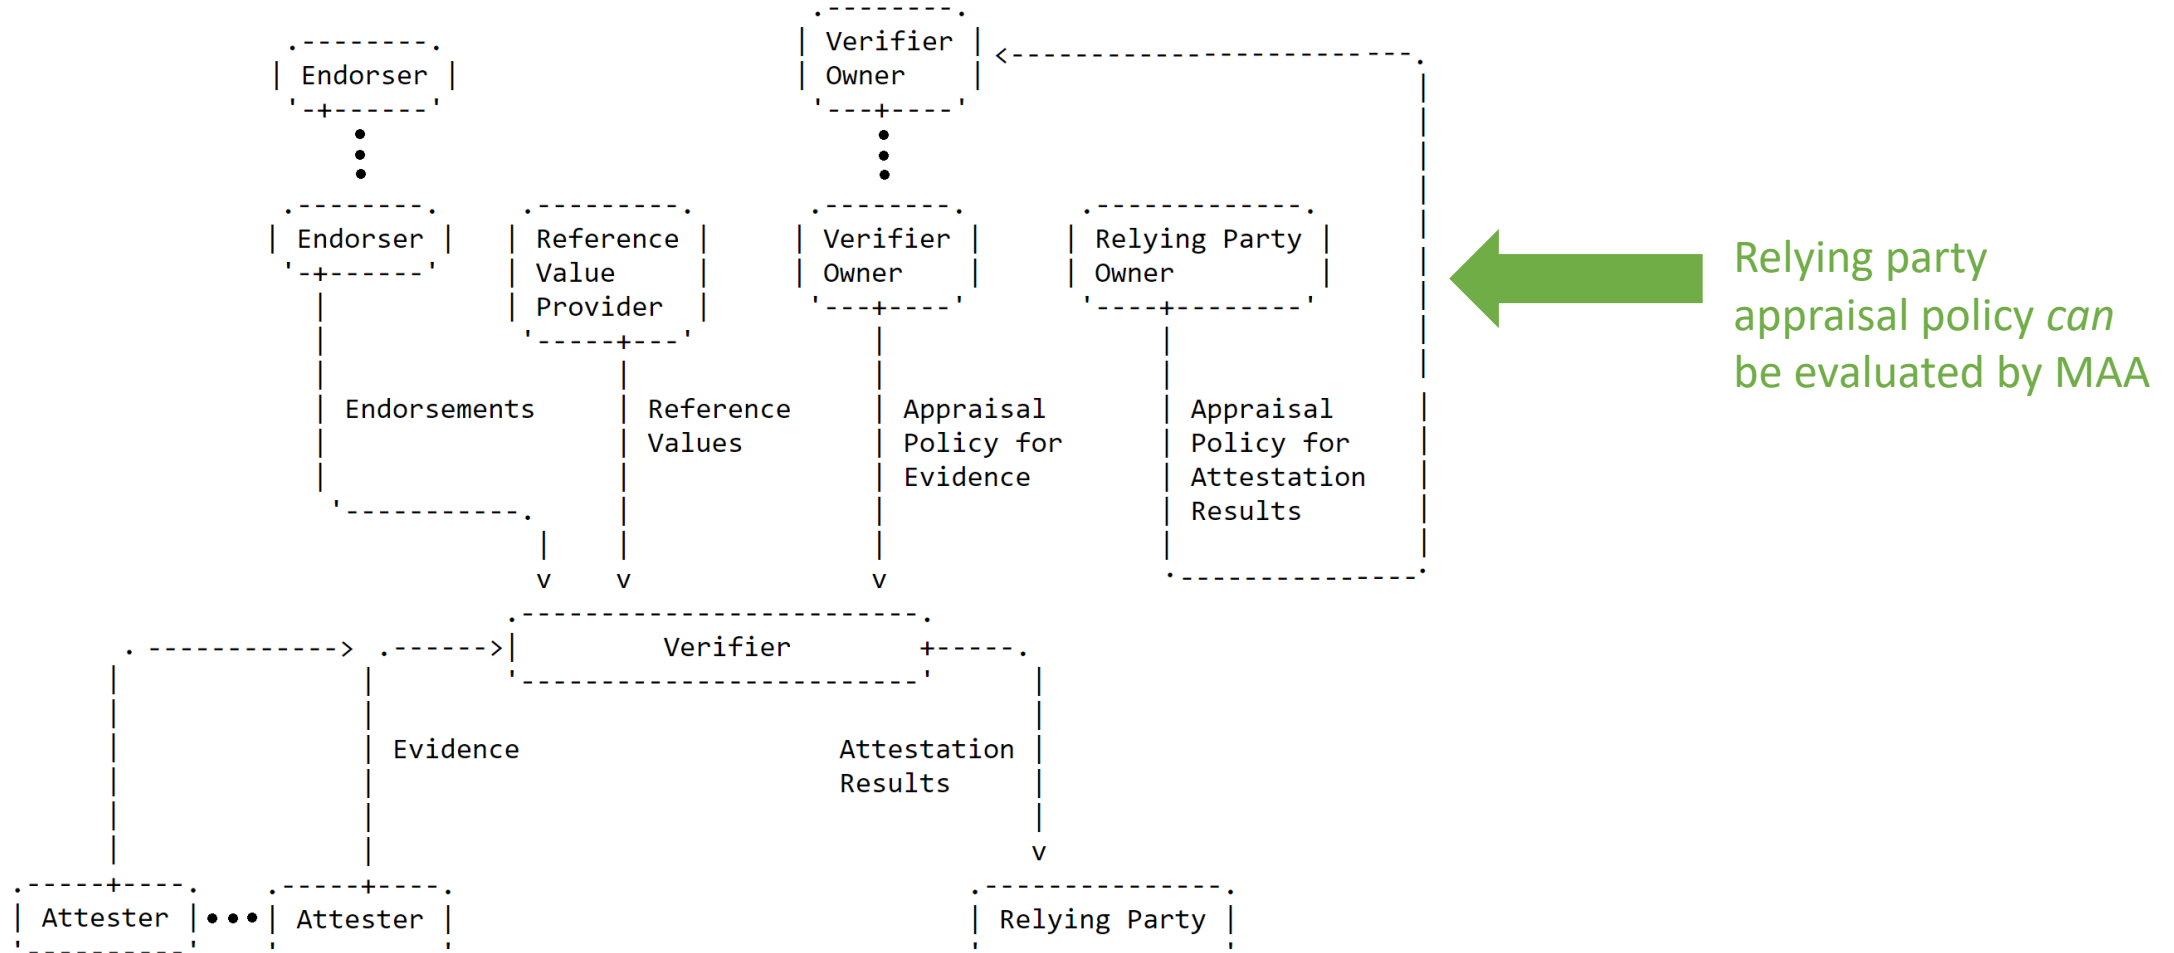 Verifier
Owner
Endorser
Endorser
Reference
Value
Provider
Verifier
Owner
Relying Party
Owner
Relying party
appraisal policy can
be evaluated by MAA
Endorsements
Reference
Values
Appraisal
Policy for
Evidence
Appraisal
Policy for
Attestation
Results
Verifier
Evidence
Attestation
Results
Attester
Attester
Relying Party